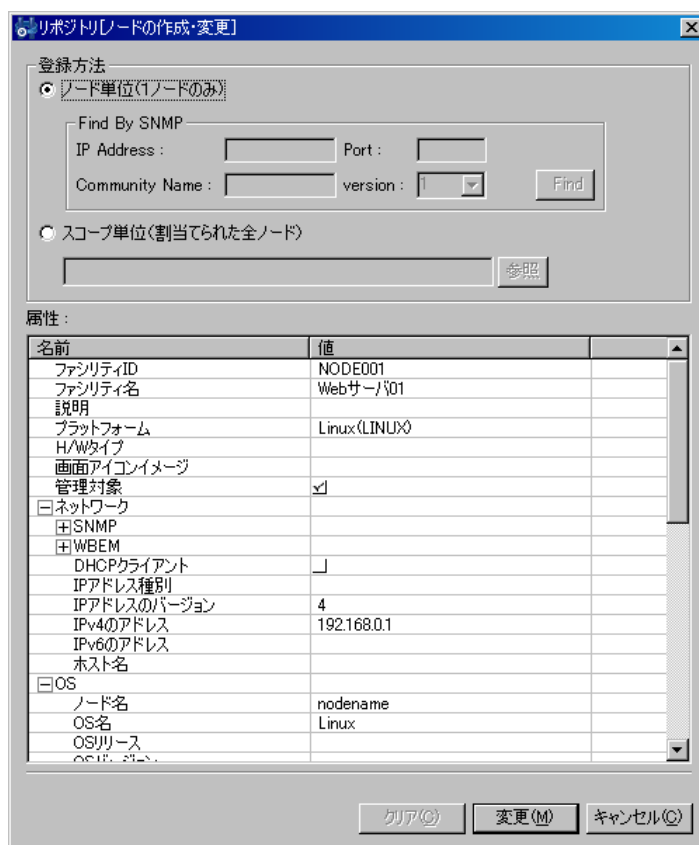 リポジトリ[ノードの作成・変更]
登録方法
ノード単位(1ノードのみ)
Find By SNMP
IP Address :
Port :
Community Name :
version : 1
Find
スコープ単位(割当てられた全ノード)
参照
属性 :
名前 値
ファシリティID NODE001
ファシリティ名 Webサーバ01
説明
プラットフォーム Linux(LINUX)
H/Wタイプ
画面アイコンイメージ
管理対象
ネットワーク
SNMP
WBEM
DHCPクライアント
IPアドレス種別
IPアドレスのバージョン 4
IPv4のアドレス 192.168.0.1
IPv6のアドレス
ホスト名
OS
ノード名 nodename
OS名 Linux
OSリリース
OSバージョン
クリア(C) 変更(M) キャンセル(C)